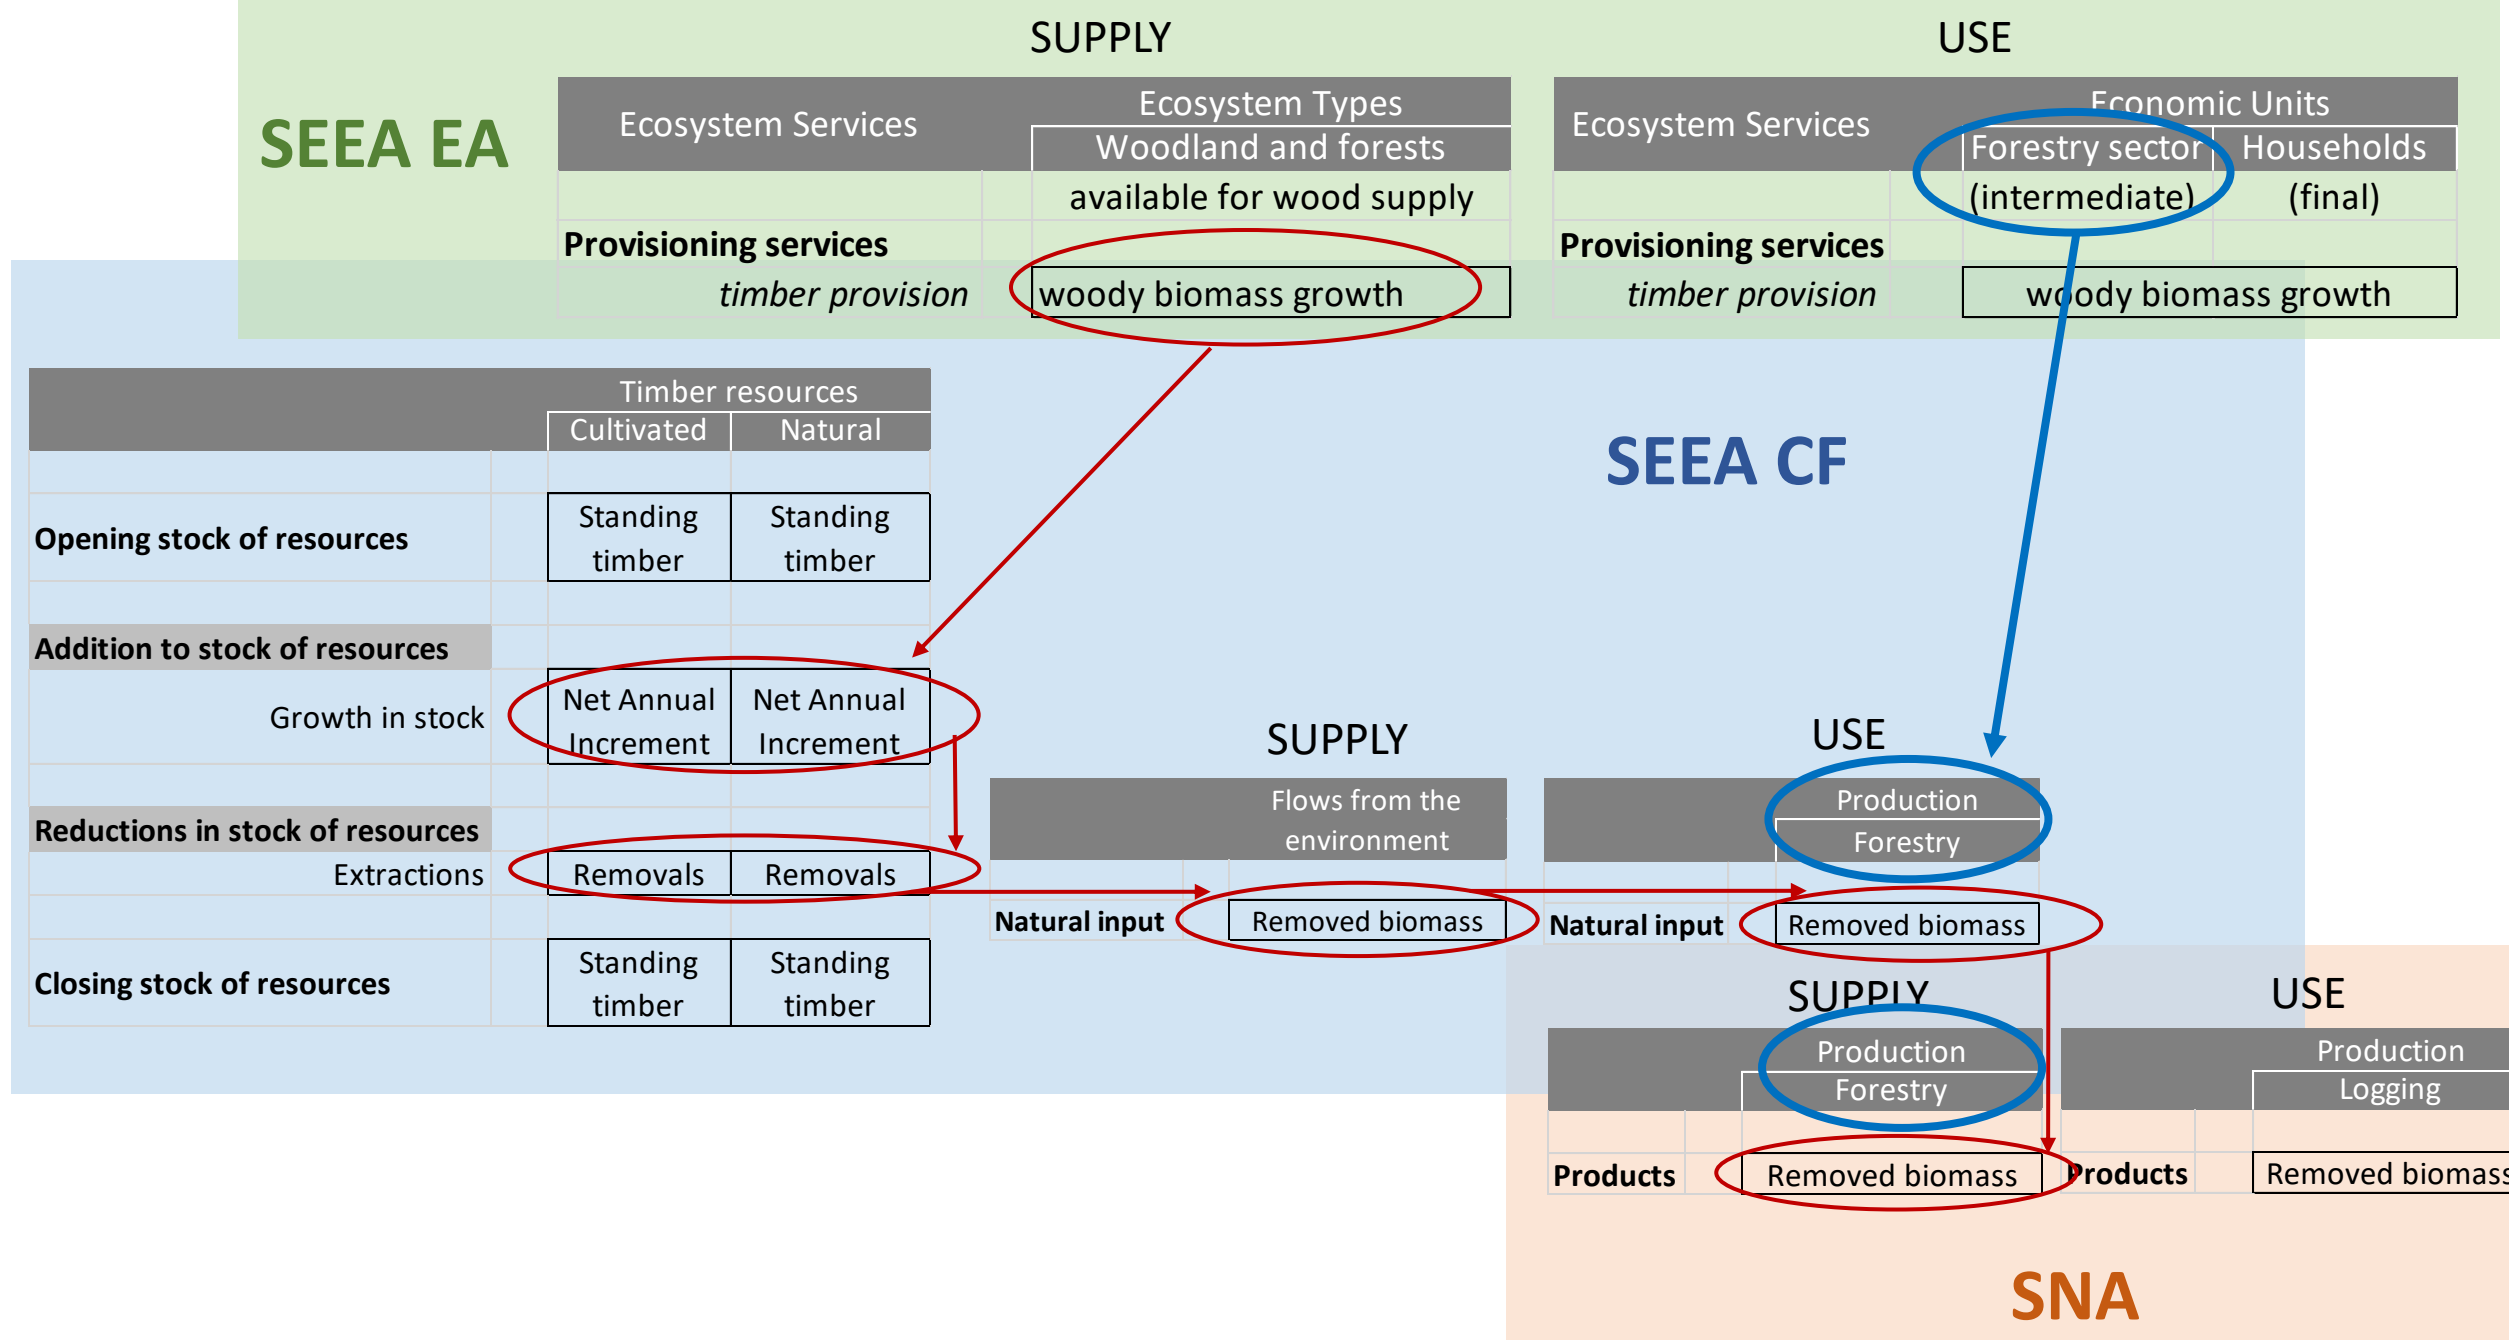 SUPPLY
USE
SEEA EA
Ecosystem Services
Ecosystem Types
Woodland and forests
available for wood supply
Provisioning services
timber provision
woody biomass growth
Ecosystem Services
Economic Units
Forestry sector
Households
(intermediate)
(final)
Provisioning services
timber provision
woody biomass growth
SEEA CF
Timber resources
Cultivated
Natural
Opening stock of resources
Standing
timber
Standing
timber
Addition to stock of resources
Growth in stock
Net Annual
Increment
Net Annual
Increment
Reductions in stock of resources
Extractions
Removals
Removals
Closing stock of resources
Standing
timber
Standing
timber
SUPPLY
Flows from the
environment
Natural input
Removed biomass
USE
Production
Forestry
Natural input
Removed biomass
SUPPLY
Production
Forestry
Products
Removed biomass
USE
Production
Logging
Products
Removed biomass
SNA